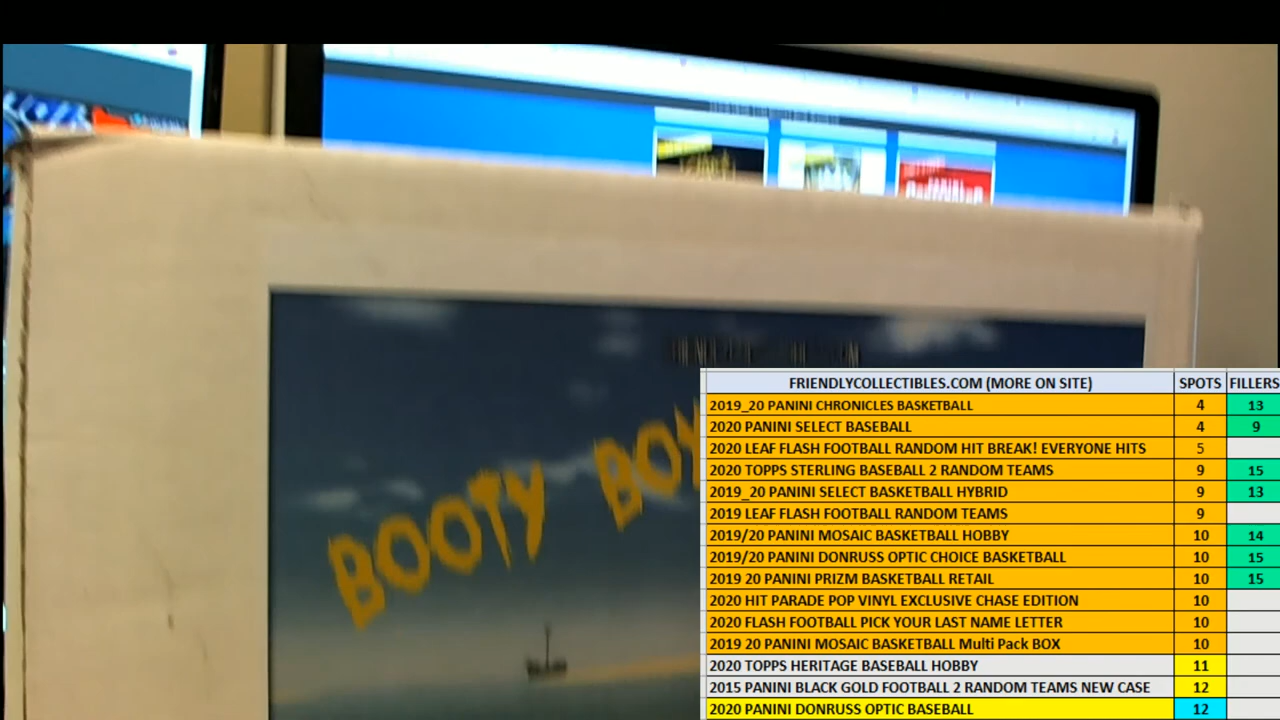 BOOTY BOY
FRIENDLYCOLLECTIBLES.COM (MORE ON SITE) SPOTS FILLERS
2019_20 PANINI CHRONICLES BASKETBALL 4 13
2020 PANINI SELECT BASEBALL 4 9
2020 LEAF FLASH FOOTBALL RANDOM HIT BREAK! EVERYONE HITS 5
2020 TOPPS STERLING BASEBALL 2 RANDOM TEAMS 9 15
2019_20 PANINI SELECT BASKETBALL HYBRID 9 13
2019 LEAF FLASH FOOTBALL RANDOM TEAMS 9
2019/20 PANINI MOSAIC BASKETBALL HOBBY 10 14
2019/20 PANINI DONRUSS OPTIC CHOICE BASKETBALL 10 15
2019 20 PANINI PRIZM BASKETBALL RETAIL 10 15
2020 HIT PARADE POP VINYL EXCLUSIVE CHASE EDITION 10
2020 FLASH FOOTBALL PICK YOUR LAST NAME LETTER 10
2019 20 PANINI MOSAIC BASKETBALL Multi Pack BOX 10
2020 TOPPS HERITAGE BASEBALL HOBBY 11
2015 PANINI BLACK GOLD FOOTBALL 2 RANDOM TEAMS NEW CASE 12
2020 PANINI DONRUSS OPTIC BASEBALL 12